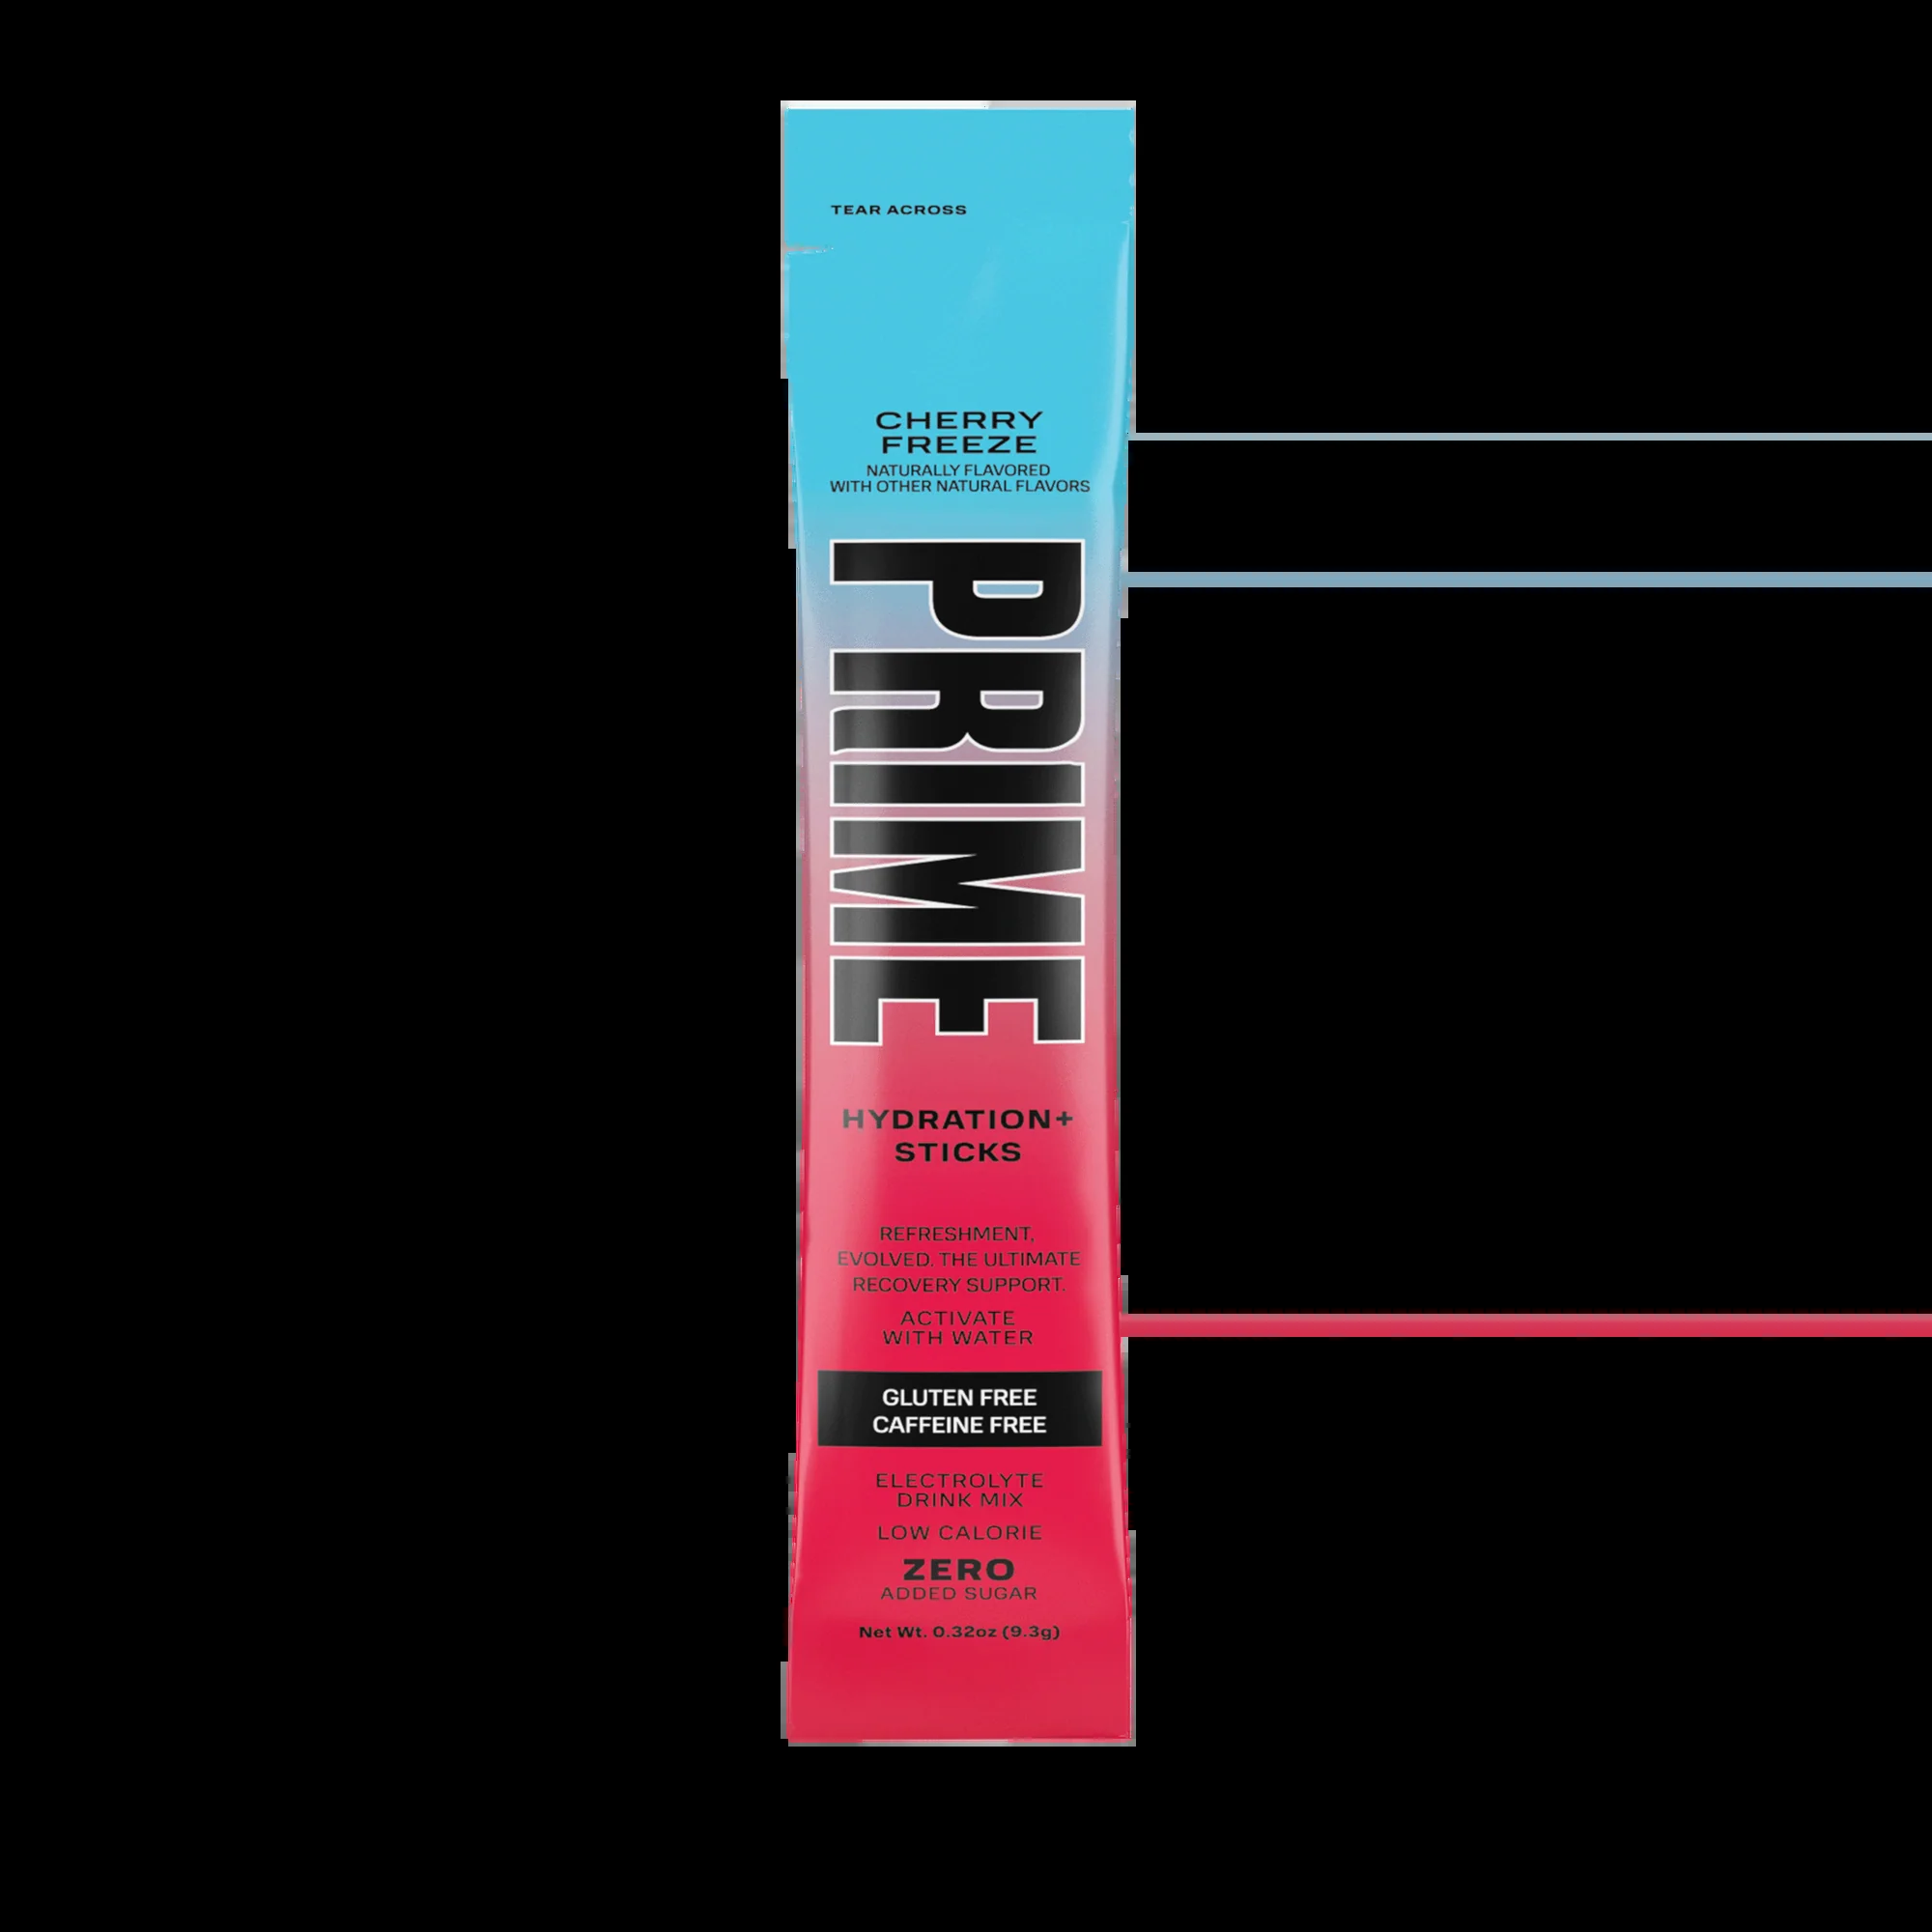 TEAR ACROSS
CHERRY
FREEZE
NATURALLY FLAVORED
WITH OTHER NATURAL FLAVORS
PRIME
HYDRATION+
STICKS
REFRESHMENT,
EVOLVED. THE ULTIMATE
RECOVERY SUPPORT.
ACTIVATE
WITH WATER
GLUTEN FREE
CAFFEINE FREE
ELECTROLYTE
DRINK MIX
LOW CALORIE
ZERO
ADDED SUGAR
Net Wt. 0.32oz (9.3g)